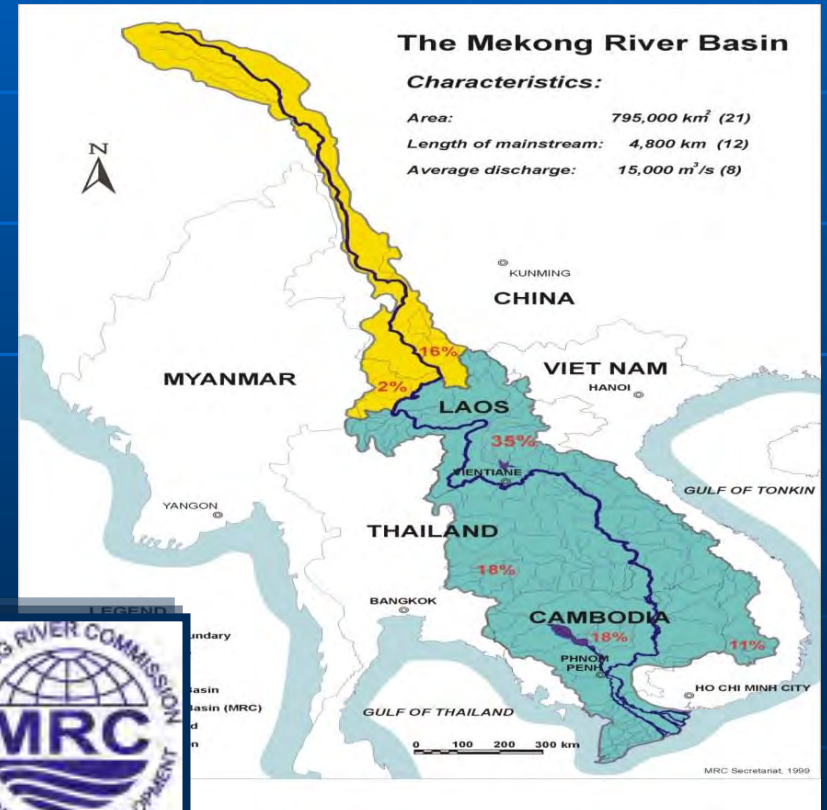 The Mekong River Basin
Characteristics:
Area: 795,000 km² (21)
Length of mainstream: 4,800 km (12)
Average discharge: 15,000 m³/s (8)
N
KUNMING
CHINA
16%
MYANMAR
2%
VIET NAM
HANOI
LAOS
35%
VIENTIANE
GULF OF TONKIN
YANGON
THAILAND
18%
BANGKOK
CAMBODIA
18%
11%
PHNOM
PENH
HO CHI MINH CITY
GULF OF THAILAND
0 100 200 300 km
MRC Secretariat, 1999
LEGEND
(MRC)
RIVER COMMISSION
MRC